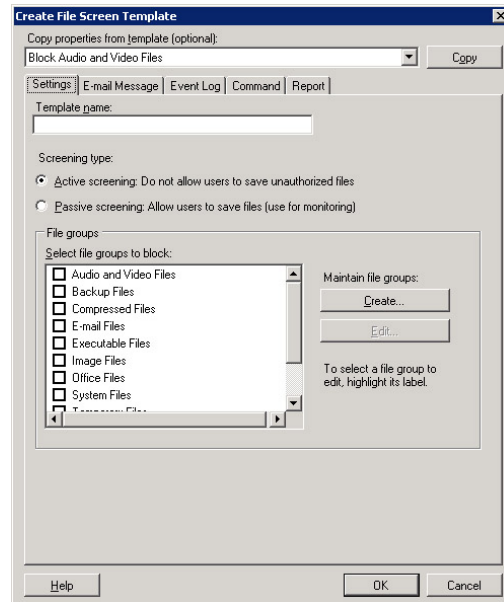 Create File Screen Template
Copy properties from template (optional):
Block Audio and Video Files
Copy
Settings E-mail Message Event Log Command Report
Template name:
Screening type:
Active screening: Do not allow users to save unauthorized files
Passive screening: Allow users to save files (use for monitoring)
File groups
Select file groups to block:
Audio and Video Files
Backup Files
Compressed Files
E-mail Files
Executable Files
Image Files
Office Files
System Files
Temporary Files
Maintain file groups:
Create...
Edit...
To select a file group to
edit, highlight its label.
Help
OK
Cancel